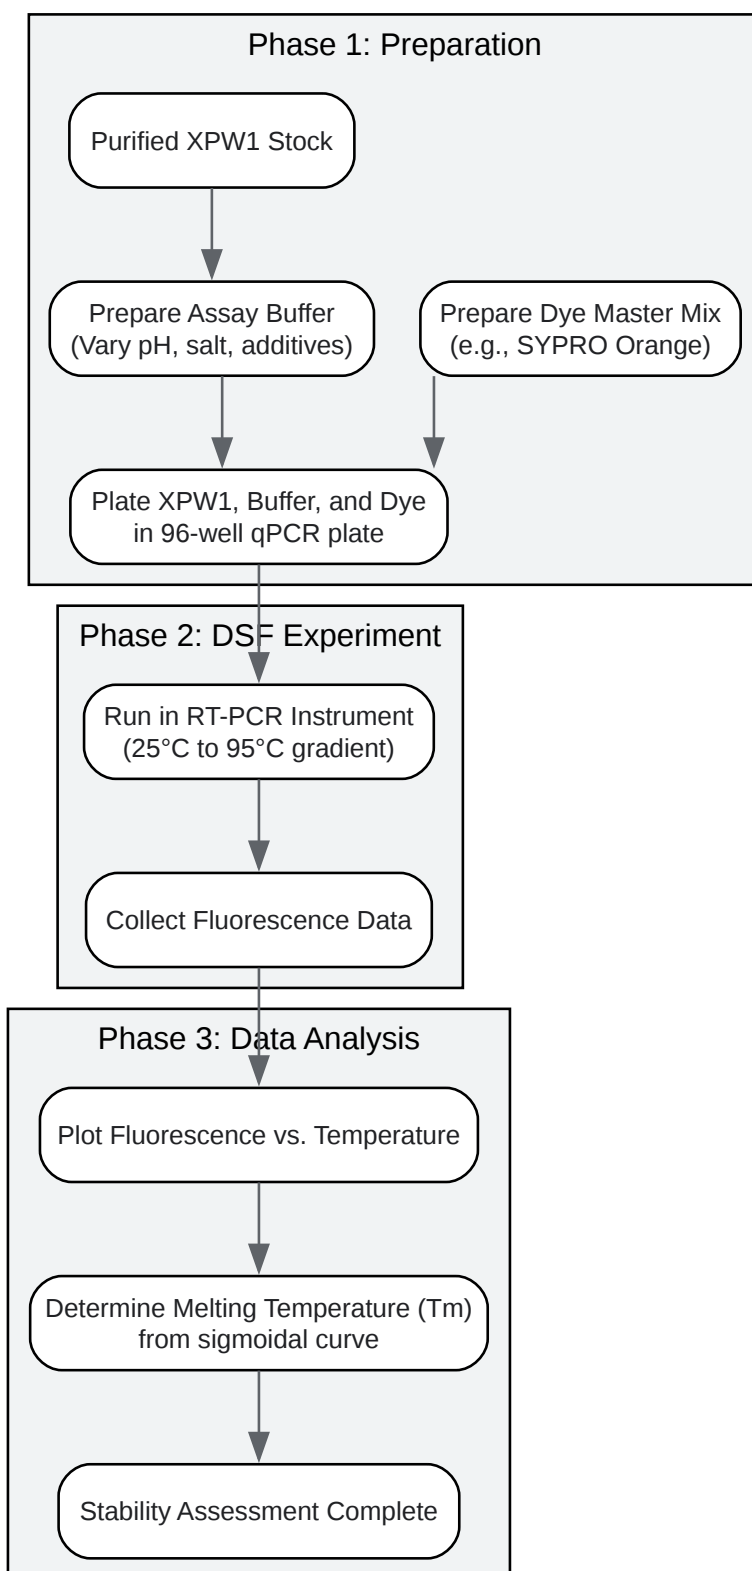 Phase 1: Preparation
Purified XPW1 Stock
Prepare Assay Buffer
(Vary pH, salt, additives)
Prepare Dye Master Mix
(e.g., SYPRO Orange)
Plate XPW1, Buffer, and Dye
in 96-well qPCR plate
Phase 2: DSF Experiment
Run in RT-PCR Instrument
(25°C to 95°C gradient)
Collect Fluorescence Data
Phase 3: Data Analysis
Plot Fluorescence vs. Temperature
Determine Melting Temperature (Tm)
from sigmoidal curve
Stability Assessment Complete